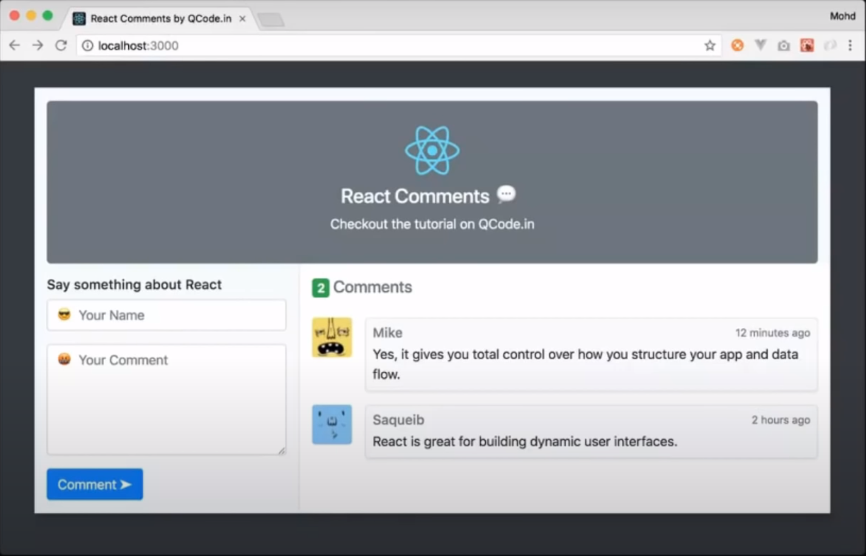 React Comments by QCode.in
Mohd
localhost:3000
React Comments 💬
Checkout the tutorial on QCode.in
Say something about React
😎 Your Name
🤬 Your Comment
Comment ➤
2 Comments
Mike 12 minutes ago
Yes, it gives you total control over how you structure your app and data
flow.
Saqueib 2 hours ago
React is great for building dynamic user interfaces.